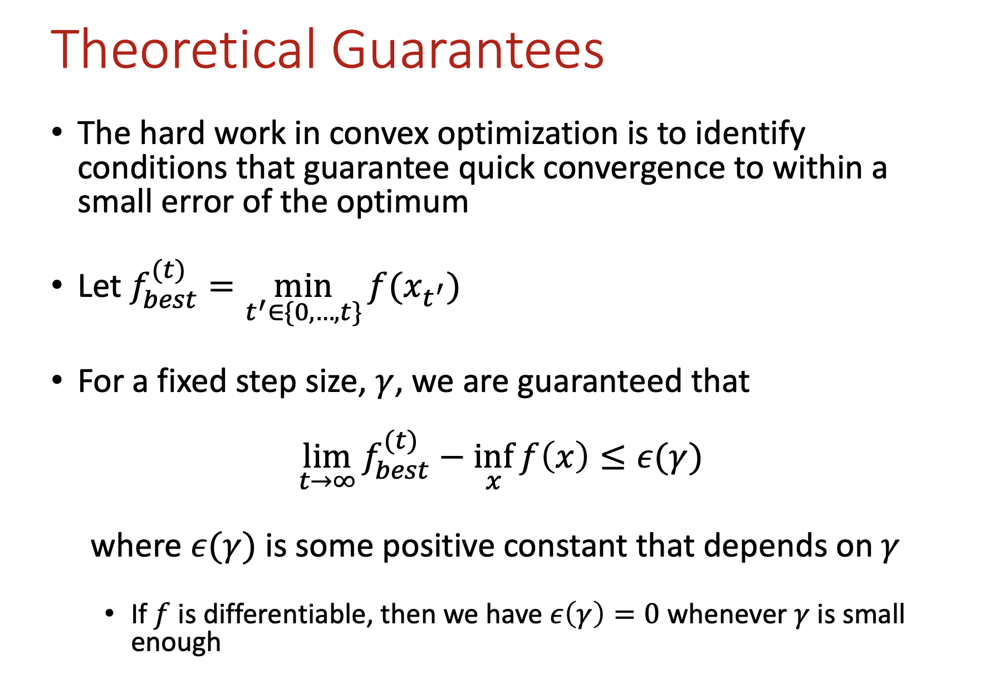 Theoretical Guarantees
• The hard work in convex optimization is to identify
conditions that guarantee quick convergence to within a
small error of the optimum
• Let $f_{best}^{(t)} = \min_{t' \in \{0,\ldots,t\}} f(x_{t'})$
• For a fixed step size, $\gamma$, we are guaranteed that
$\lim_{t \to \infty} f_{best}^{(t)} - \inf_{x} f(x) \leq \epsilon(\gamma)$
where $\epsilon(\gamma)$ is some positive constant that depends on $\gamma$
• If $f$ is differentiable, then we have $\epsilon(\gamma) = 0$ whenever $\gamma$ is small
enough